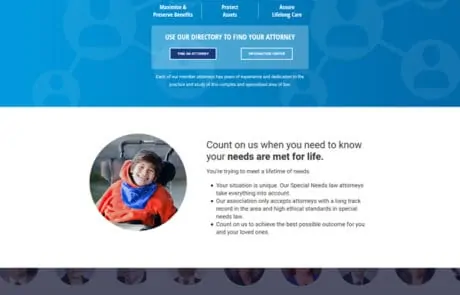 Maximize &
Preserve Benefits
Protect
Assets
Assure
Lifelong Care
USE OUR DIRECTORY TO FIND YOUR ATTORNEY
FIND AN ATTORNEY
INFORMATION CENTER
Each of our member attorneys has years of experience and dedication in the
practice and study of this complex and specialized area of law.
Count on us when you need to know
your needs are met for life.
You're trying to meet a lifetime of needs.
Your situation is unique. Our Special Needs law attorneys
take everything into account.
Our association only accepts attorneys with a long track
record in the area and high ethical standards in special
needs law.
Count on us to achieve the best possible outcome for you
and your loved ones.